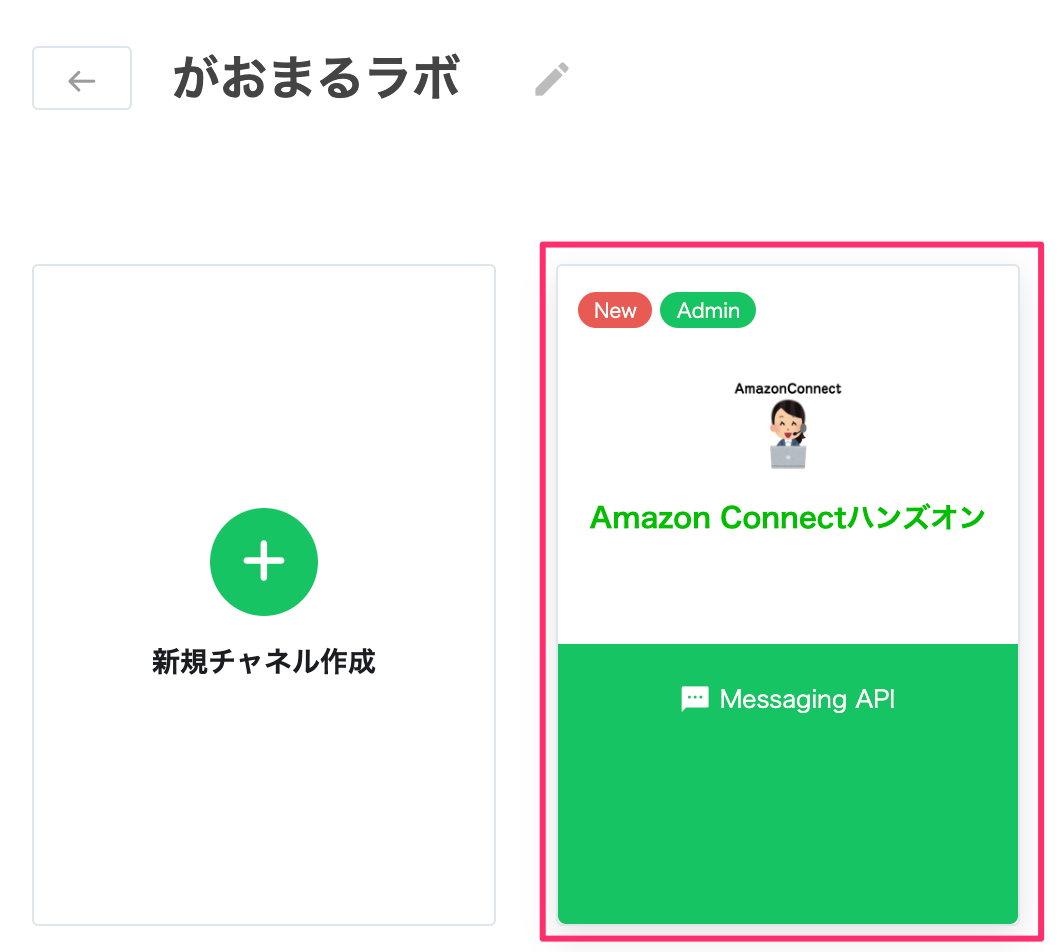 がおまるラボ
New Admin
AmazonConnect
Amazon Connectハンズオン
Messaging API
新規チャネル作成